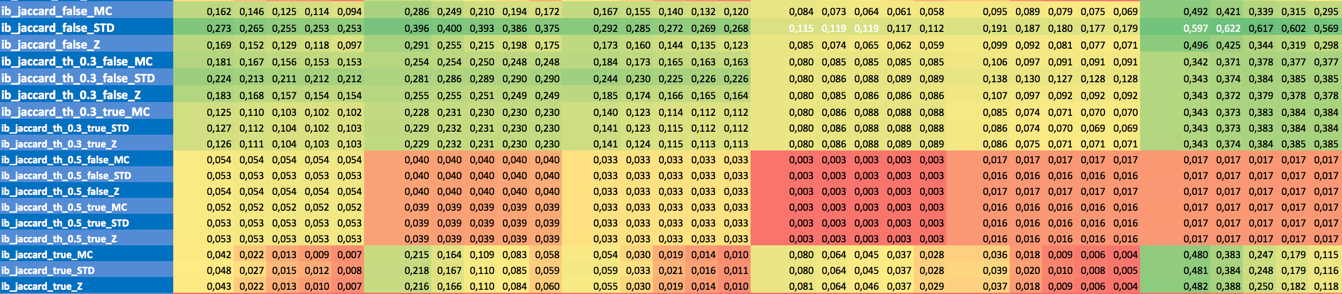 ib_jaccard_false_MC 0,162 0,146 0,125 0,114 0,094 0,286 0,249 0,210 0,194 0,172 0,167 0,155 0,140 0,132 0,120 0,084 0,073 0,064 0,061 0,058 0,095 0,089 0,079 0,075 0,069 0,492 0,421 0,339 0,315 0,295
ib_jaccard_false_STD 0,273 0,265 0,255 0,253 0,253 0,396 0,400 0,393 0,386 0,375 0,292 0,285 0,272 0,269 0,268 0,115 0,119 0,119 0,117 0,112 0,191 0,187 0,180 0,177 0,179 0,597 0,622 0,617 0,602 0,569
ib_jaccard_false_Z 0,169 0,152 0,129 0,118 0,097 0,291 0,255 0,215 0,198 0,175 0,173 0,160 0,144 0,135 0,123 0,085 0,074 0,065 0,062 0,059 0,099 0,092 0,081 0,077 0,071 0,496 0,425 0,344 0,319 0,298
ib_jaccard_th_0.3_false_MC 0,181 0,167 0,156 0,153 0,153 0,254 0,254 0,250 0,248 0,248 0,184 0,173 0,165 0,163 0,163 0,080 0,085 0,088 0,085 0,085 0,106 0,097 0,091 0,091 0,091 0,342 0,371 0,378 0,377 0,377
ib_jaccard_th_0.3_false_STD 0,224 0,213 0,211 0,212 0,212 0,281 0,286 0,289 0,290 0,290 0,244 0,230 0,225 0,226 0,226 0,080 0,085 0,088 0,088 0,088 0,138 0,130 0,127 0,128 0,128 0,343 0,374 0,384 0,385 0,385
ib_jaccard_th_0.3_false_Z 0,183 0,168 0,157 0,154 0,154 0,255 0,255 0,251 0,249 0,249 0,185 0,174 0,166 0,165 0,164 0,080 0,085 0,088 0,086 0,086 0,107 0,097 0,092 0,092 0,092 0,343 0,372 0,379 0,378 0,378
ib_jaccard_th_0.3_true_MC 0,125 0,110 0,103 0,102 0,102 0,228 0,231 0,230 0,230 0,230 0,140 0,123 0,114 0,112 0,112 0,080 0,086 0,088 0,088 0,088 0,085 0,074 0,071 0,070 0,070 0,343 0,373 0,383 0,384 0,384
ib_jaccard_th_0.3_true_STD 0,127 0,112 0,104 0,102 0,103 0,229 0,232 0,231 0,230 0,230 0,141 0,123 0,115 0,112 0,112 0,080 0,086 0,088 0,088 0,088 0,086 0,074 0,070 0,069 0,069 0,343 0,373 0,383 0,384 0,384
ib_jaccard_th_0.3_true_Z 0,126 0,111 0,104 0,103 0,103 0,229 0,232 0,231 0,230 0,230 0,141 0,124 0,115 0,113 0,113 0,080 0,086 0,088 0,089 0,089 0,086 0,075 0,071 0,071 0,071 0,343 0,374 0,384 0,385 0,385
ib_jaccard_th_0.5_false_MC 0,054 0,054 0,054 0,054 0,054 0,040 0,040 0,040 0,040 0,040 0,033 0,033 0,033 0,033 0,033 0,003 0,003 0,003 0,003 0,003 0,017 0,017 0,017 0,017 0,017 0,017 0,017 0,017 0,017 0,017
ib_jaccard_th_0.5_false_STD 0,053 0,053 0,053 0,053 0,053 0,040 0,040 0,040 0,040 0,040 0,033 0,033 0,033 0,033 0,033 0,003 0,003 0,003 0,003 0,003 0,016 0,016 0,016 0,016 0,016 0,017 0,017 0,017 0,017 0,017
ib_jaccard_th_0.5_false_Z 0,054 0,054 0,054 0,054 0,054 0,040 0,040 0,040 0,040 0,040 0,033 0,033 0,033 0,033 0,033 0,003 0,003 0,003 0,003 0,003 0,017 0,017 0,017 0,017 0,017 0,017 0,017 0,017 0,017 0,017
ib_jaccard_th_0.5_true_MC 0,052 0,052 0,052 0,052 0,052 0,039 0,039 0,039 0,039 0,039 0,033 0,033 0,033 0,033 0,033 0,003 0,003 0,003 0,003 0,003 0,016 0,016 0,016 0,016 0,016 0,017 0,017 0,017 0,017 0,017
ib_jaccard_th_0.5_true_STD 0,053 0,053 0,053 0,053 0,053 0,039 0,039 0,039 0,039 0,039 0,033 0,033 0,033 0,033 0,033 0,003 0,003 0,003 0,003 0,003 0,016 0,016 0,016 0,016 0,016 0,017 0,017 0,017 0,017 0,017
ib_jaccard_th_0.5_true_Z 0,053 0,053 0,053 0,053 0,053 0,039 0,039 0,039 0,039 0,039 0,033 0,033 0,033 0,033 0,033 0,003 0,003 0,003 0,003 0,003 0,016 0,016 0,016 0,016 0,016 0,017 0,017 0,017 0,017 0,017
ib_jaccard_true_MC 0,042 0,022 0,013 0,009 0,007 0,215 0,164 0,109 0,083 0,058 0,054 0,030 0,019 0,014 0,010 0,080 0,064 0,045 0,037 0,028 0,036 0,018 0,009 0,006 0,004 0,480 0,383 0,247 0,179 0,115
ib_jaccard_true_STD 0,048 0,027 0,015 0,012 0,008 0,218 0,167 0,110 0,085 0,059 0,059 0,033 0,021 0,016 0,011 0,080 0,064 0,045 0,037 0,028 0,039 0,020 0,010 0,008 0,005 0,481 0,384 0,248 0,179 0,116
ib_jaccard_true_Z 0,043 0,022 0,013 0,010 0,007 0,216 0,166 0,110 0,084 0,060 0,055 0,030 0,019 0,014 0,010 0,081 0,064 0,046 0,037 0,029 0,037 0,018 0,009 0,006 0,004 0,482 0,388 0,250 0,182 0,118